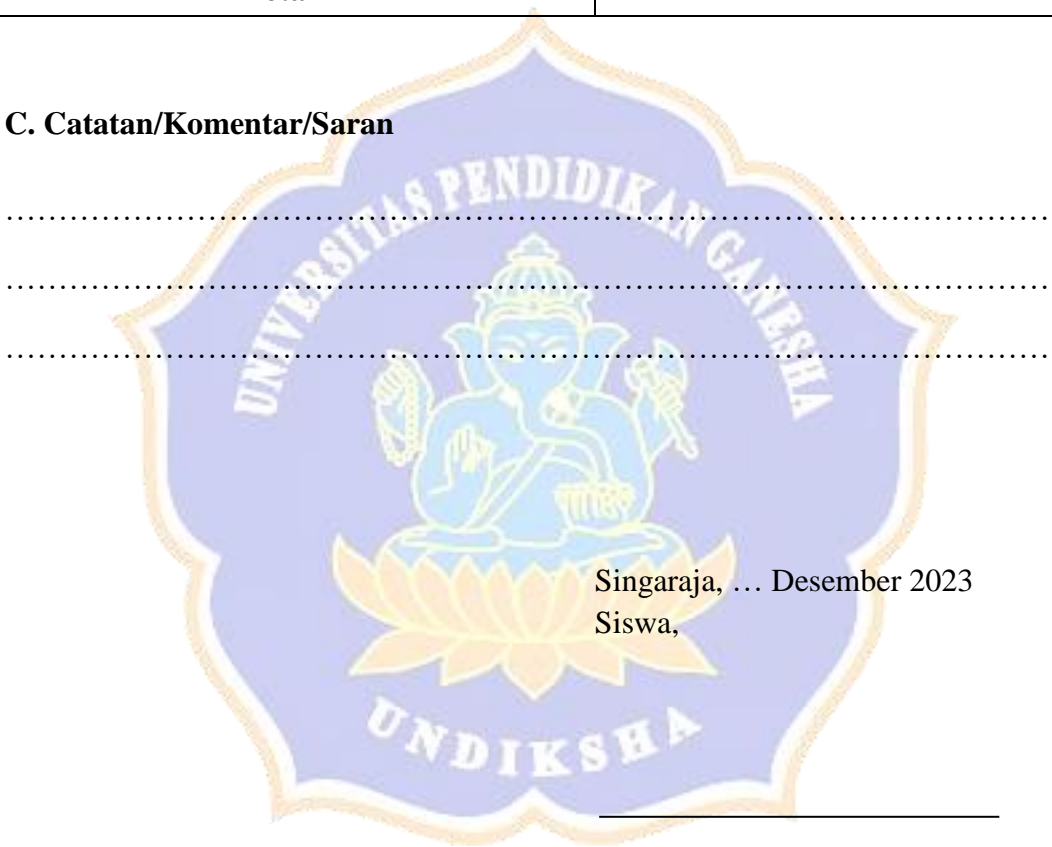 C. Catatan/Komentar/Saran
UNIVERSITAS PENDIDIKAN GANESHA
……………………………………………………………………………………
……………………………………………………………………………………
……………………………………………………………………………………
Singaraja, … Desember 2023
Siswa,
UNDIKSHA